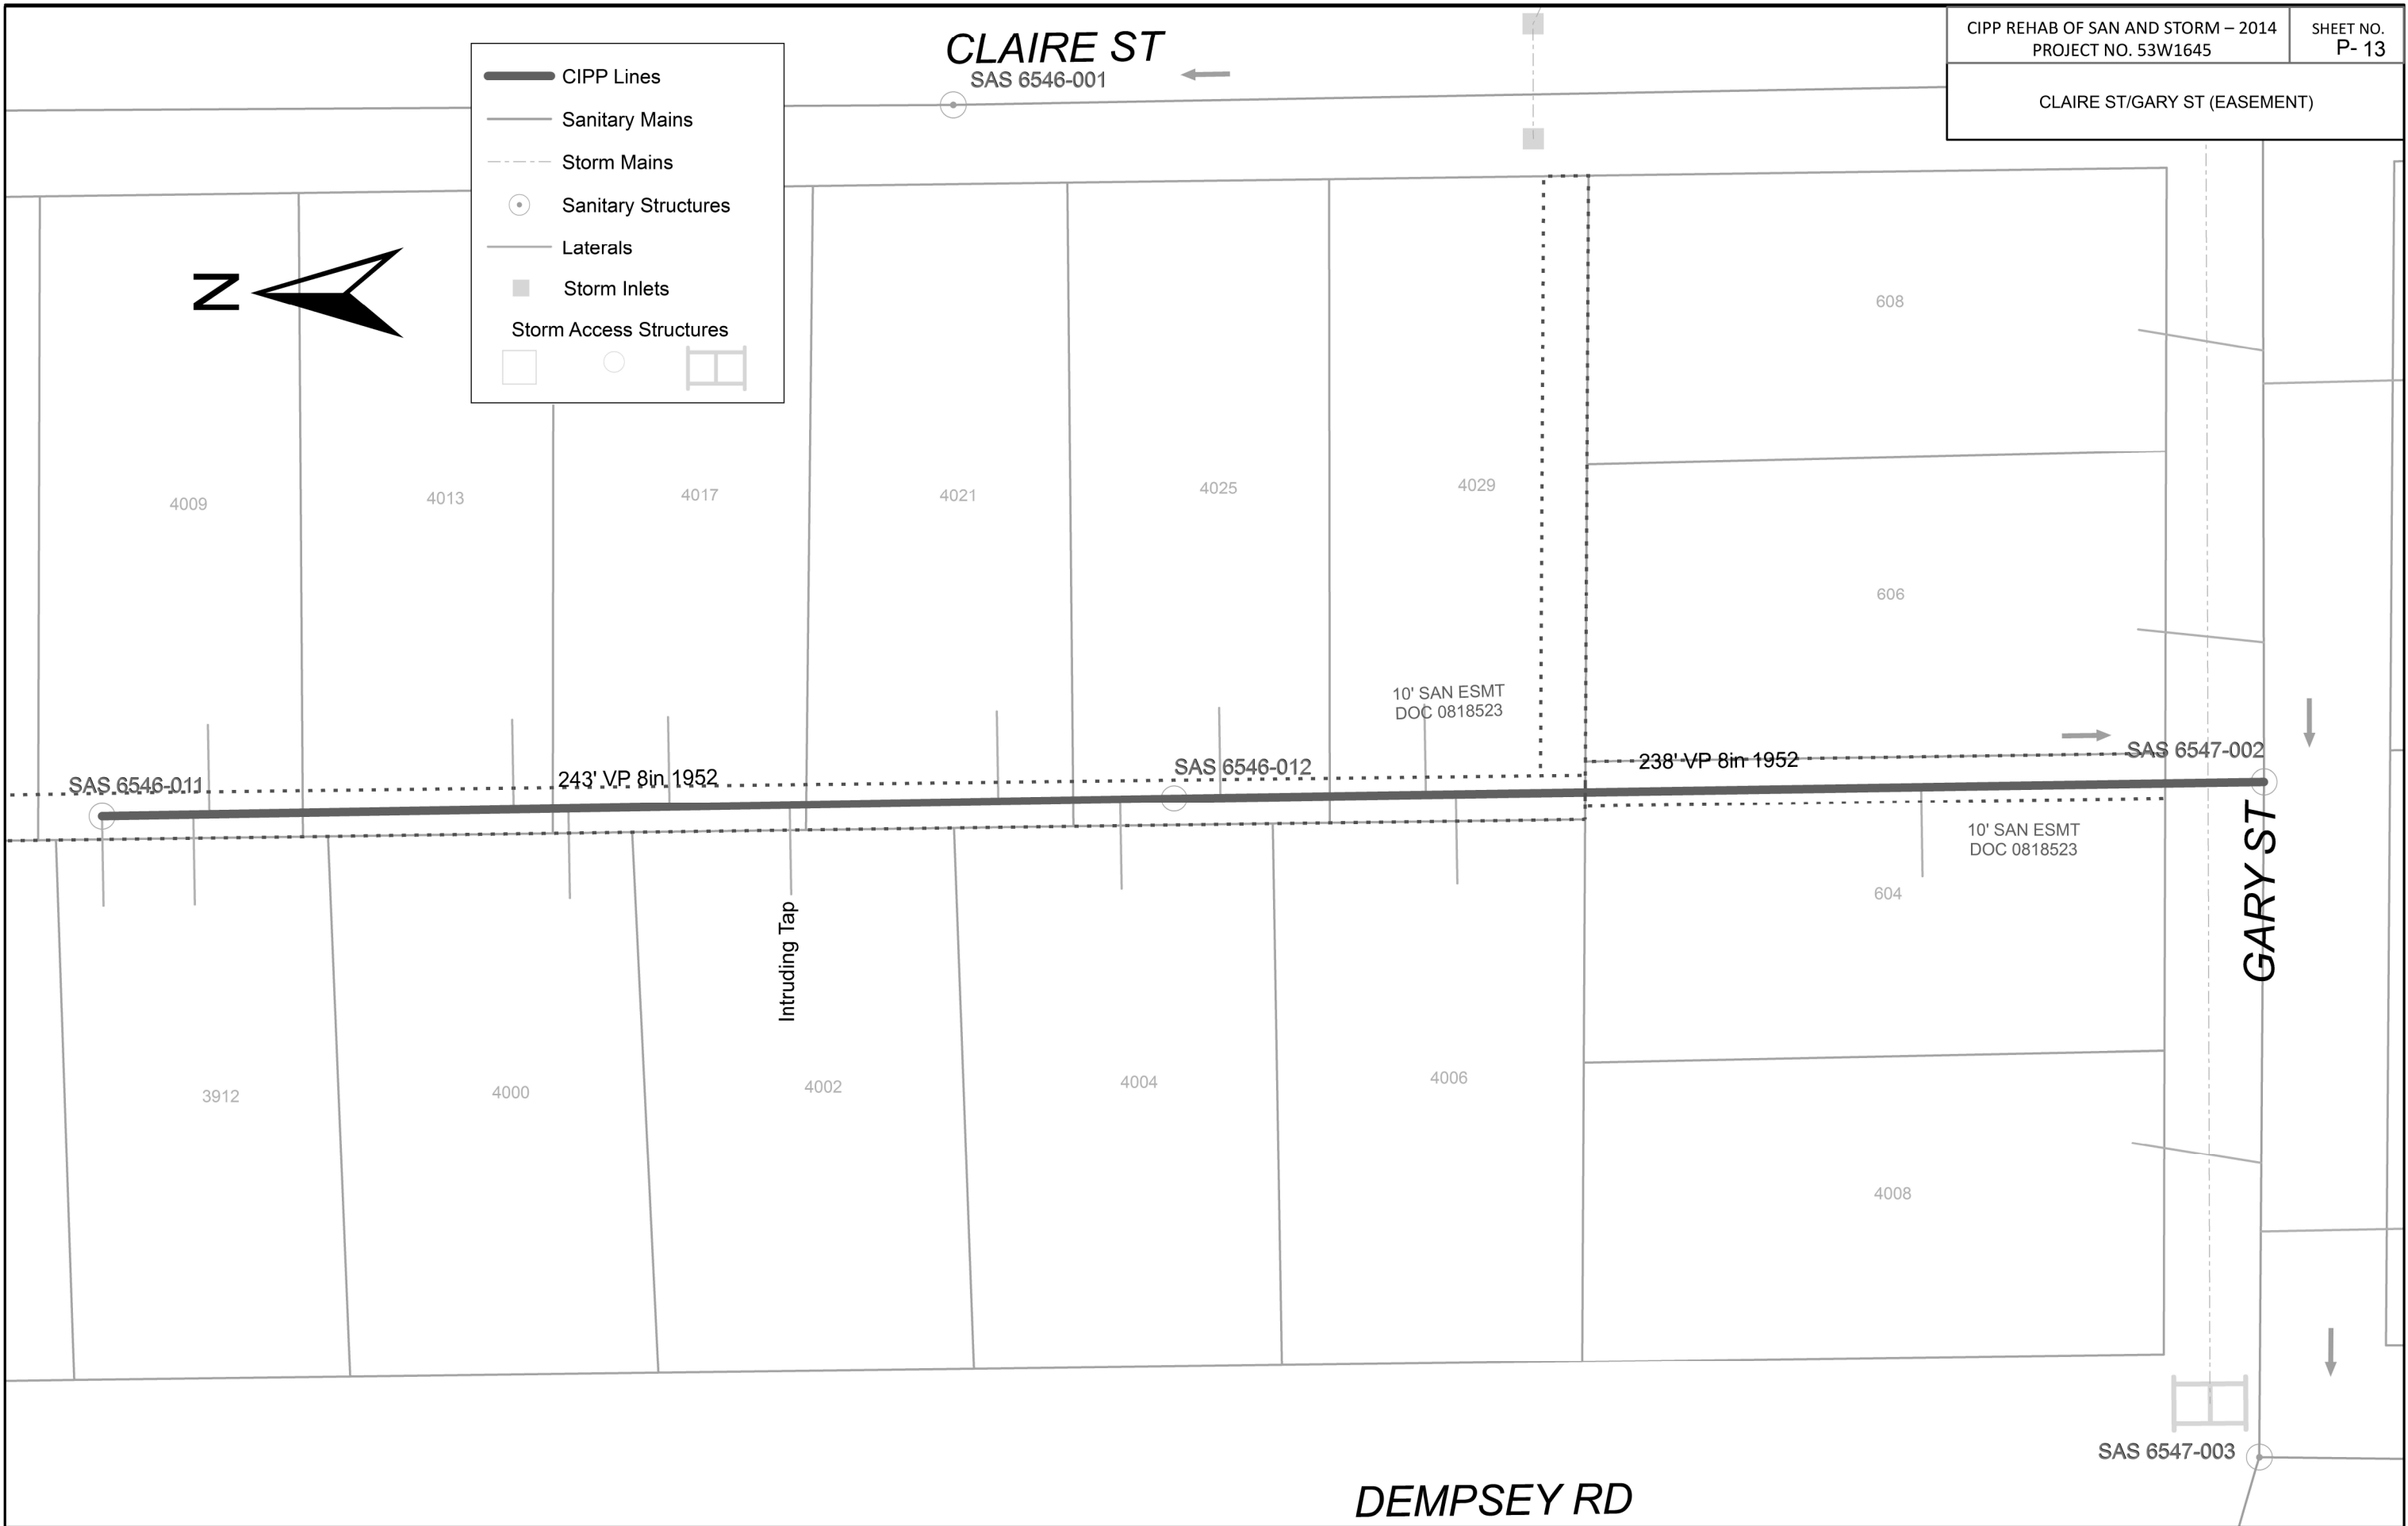 CIPP REHAB OF SAN AND STORM – 2014
PROJECT NO. 53W1645
SHEET NO.
P- 13
CLAIRE ST/GARY ST (EASEMENT)
CLAIRE ST
SAS 6546-001
CIPP Lines
Sanitary Mains
Storm Mains
Sanitary Structures
Laterals
Storm Inlets
Storm Access Structures
N
4009
4013
4017
4021
4025
4029
608
606
10' SAN ESMT
DOC 0818523
SAS 6546-011
243' VP 8in 1952
SAS 6546-012
238' VP 8in 1952
SAS 6547-002
10' SAN ESMT
DOC 0818523
604
GARY ST
Intruding Tap
3912
4000
4002
4004
4006
4008
SAS 6547-003
DEMPSEY RD